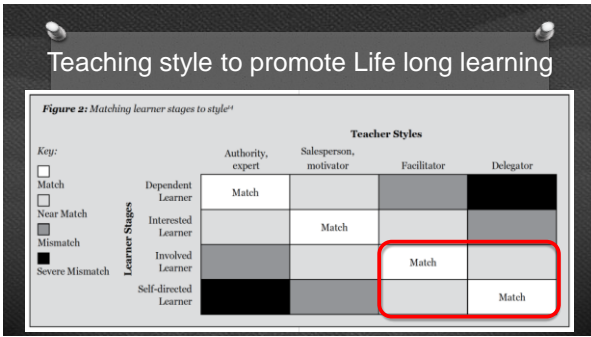 Teaching style to promote Life long learning
Figure 2: Matching learner stages to style¹⁴
Teacher Styles
Key:
Authority,
expert
Salesperson,
motivator
Facilitator
Delegator
Match
Near Match
Mismatch
Severe Mismatch
Learner Stages
Dependent
Learner
Match
Interested
Learner
Match
Involved
Learner
Match
Self-directed
Learner
Match